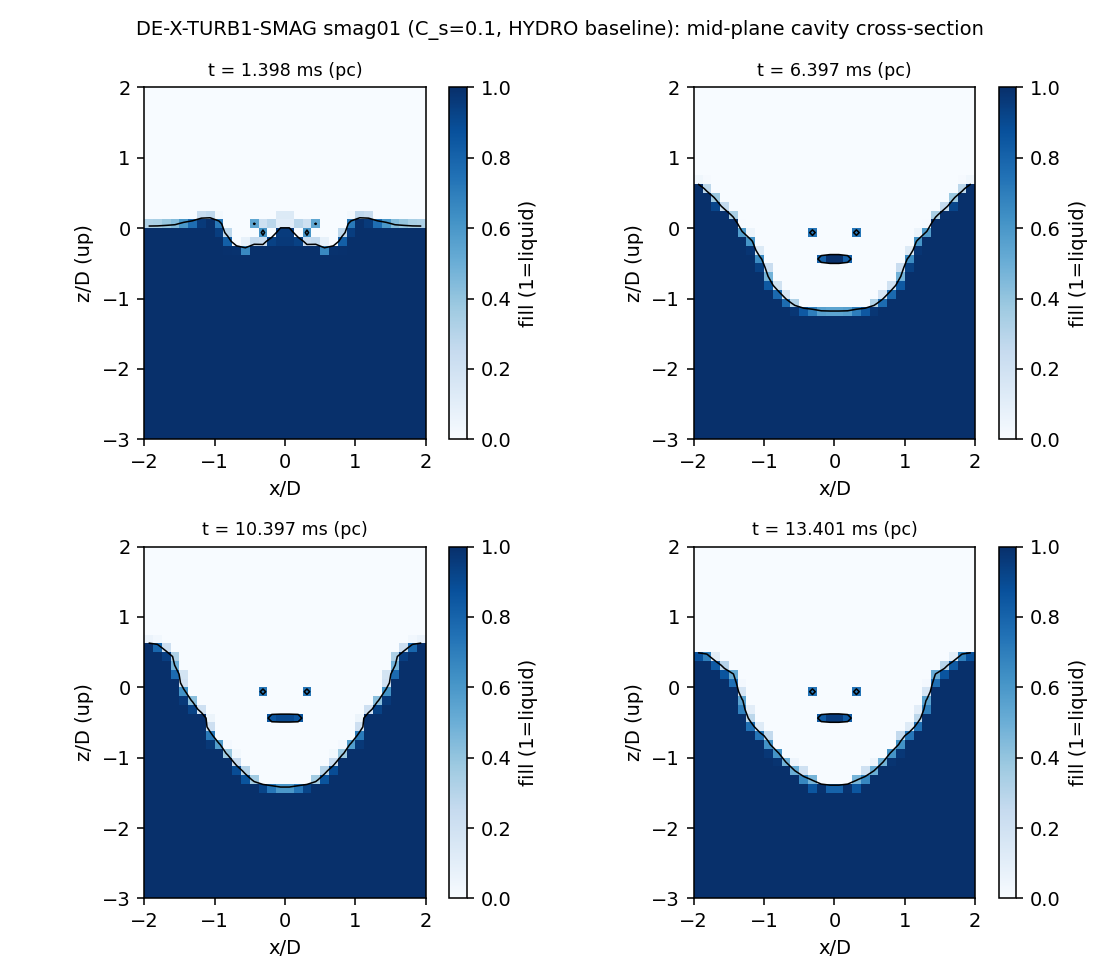 DE-X-TURB1-SMAG smag01 (C_s=0.1, HYDRO baseline): mid-plane cavity cross-section
t = 1.398 ms (pc)
2
1
0
−1
−2
−3
z/D (up)
−2 −1 0 1 2
x/D
1.0
0.8
0.6
0.4
0.2
0.0
fill (1=liquid)
t = 6.397 ms (pc)
2
1
0
−1
−2
−3
z/D (up)
−2 −1 0 1 2
x/D
1.0
0.8
0.6
0.4
0.2
0.0
fill (1=liquid)
t = 10.397 ms (pc)
2
1
0
−1
−2
−3
z/D (up)
−2 −1 0 1 2
x/D
1.0
0.8
0.6
0.4
0.2
0.0
fill (1=liquid)
t = 13.401 ms (pc)
2
1
0
−1
−2
−3
z/D (up)
−2 −1 0 1 2
x/D
1.0
0.8
0.6
0.4
0.2
0.0
fill (1=liquid)